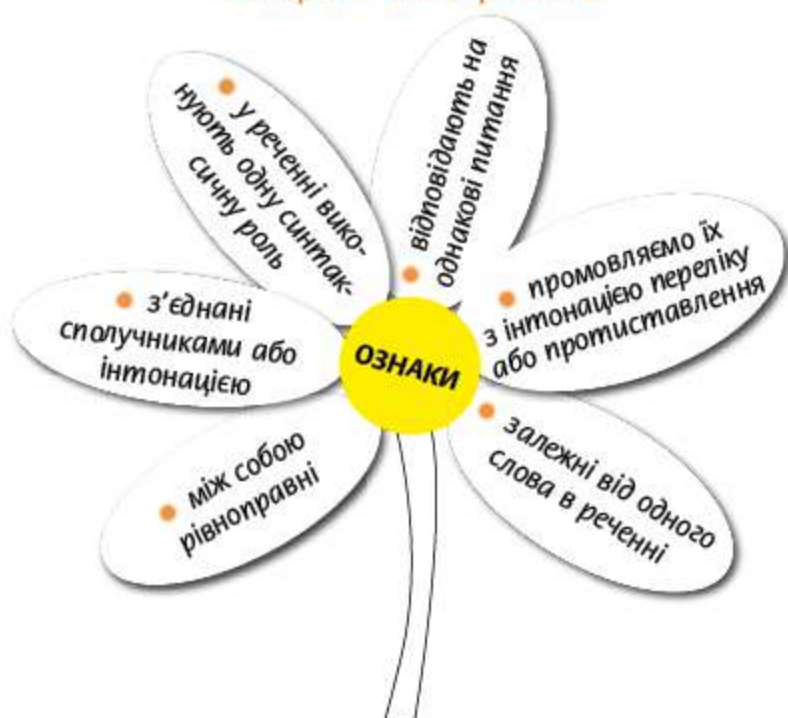 • у реченні вико-
нують одну синтак-
сичну роль
• відповідають на
однакові питання
• промовляємо їх
з інтонацією переліку
або протиставлення
• з'єднані
сполучниками або
інтонацією
ОЗНАКИ
• між собою
рівноправні
• залежні від одного
слова в реченні